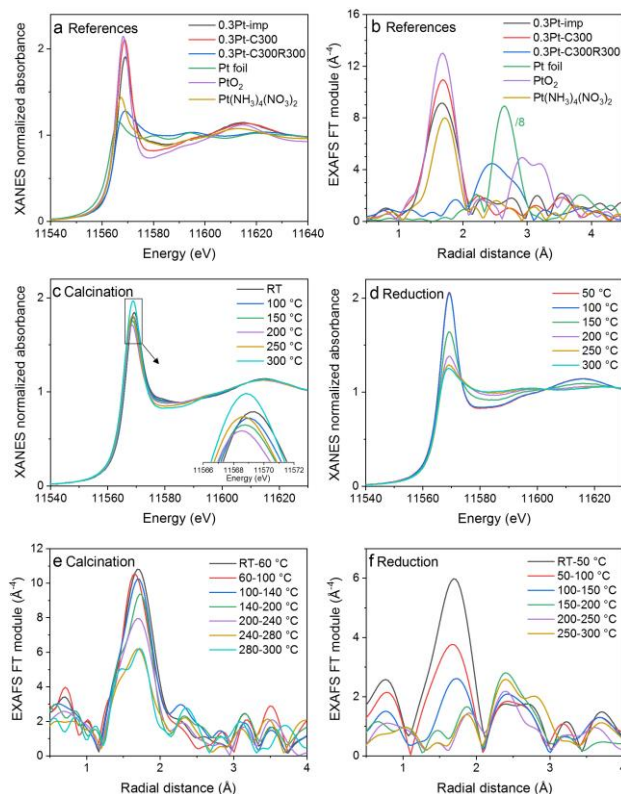 a References
0.3Pt-imp
0.3Pt-C300
0.3Pt-C300R300
Pt foil
PtO₂
Pt(NH₃)₄(NO₃)₂
XANES normalized absorbance
2
1
0
11540 11560 11580 11600 11620 11640
Energy (eV)
b References
0.3Pt-imp
0.3Pt-C300
0.3Pt-C300R300
Pt foil
PtO₂
Pt(NH₃)₄(NO₃)₂
/8
EXAFS FT module (Å⁻⁴)
16
12
8
4
0
1 2 3 4
Radial distance (Å)
c Calcination
RT
100 °C
150 °C
200 °C
250 °C
300 °C
XANES normalized absorbance
2
1
0
11566 11568 11570 11572
11540 11560 11580 11600 11620
Energy (eV)
d Reduction
50 °C
100 °C
150 °C
200 °C
250 °C
300 °C
XANES normalized absorbance
2
1
0
11540 11560 11580 11600 11620
Energy (eV)
e Calcination
RT-60 °C
60-100 °C
100-140 °C
140-200 °C
200-240 °C
240-280 °C
280-300 °C
EXAFS FT module (Å⁻⁴)
12
10
8
6
4
2
0
1 2 3 4
Radial distance (Å)
f Reduction
RT-50 °C
50-100 °C
100-150 °C
150-200 °C
200-250 °C
250-300 °C
EXAFS FT module (Å⁻⁴)
6
4
2
0
1 2 3 4
Radial distance (Å)